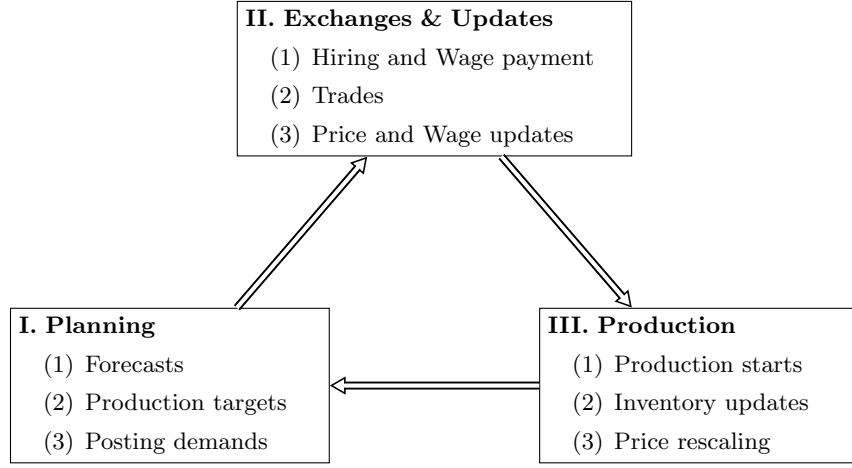 II. Exchanges & Updates
(1) Hiring and Wage payment
(2) Trades
(3) Price and Wage updates
I. Planning
(1) Forecasts
(2) Production targets
(3) Posting demands
III. Production
(1) Production starts
(2) Inventory updates
(3) Price rescaling